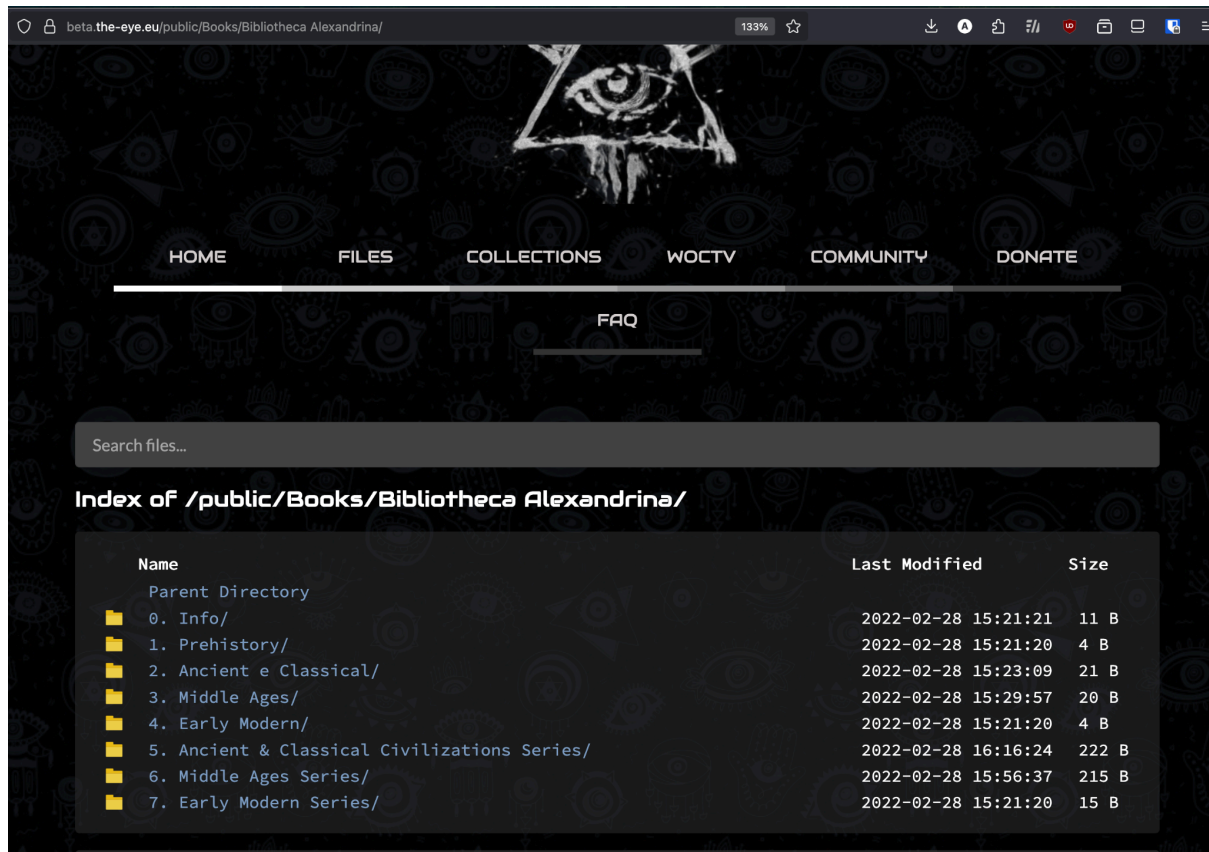 beta.the-eye.eu/public/Books/Bibliotheca Alexandrina/ 133%
HOME FILES COLLECTIONS WOCTV COMMUNITY DONATE
FAQ
Search files...
Index of /public/Books/Bibliotheca Alexandrina/
Name Last Modified Size
Parent Directory
0. Info/ 2022-02-28 15:21:21 11 B
1. Prehistory/ 2022-02-28 15:21:20 4 B
2. Ancient e Classical/ 2022-02-28 15:23:09 21 B
3. Middle Ages/ 2022-02-28 15:29:57 20 B
4. Early Modern/ 2022-02-28 15:21:20 4 B
5. Ancient & Classical Civilizations Series/ 2022-02-28 16:16:24 222 B
6. Middle Ages Series/ 2022-02-28 15:56:37 215 B
7. Early Modern Series/ 2022-02-28 15:21:20 15 B